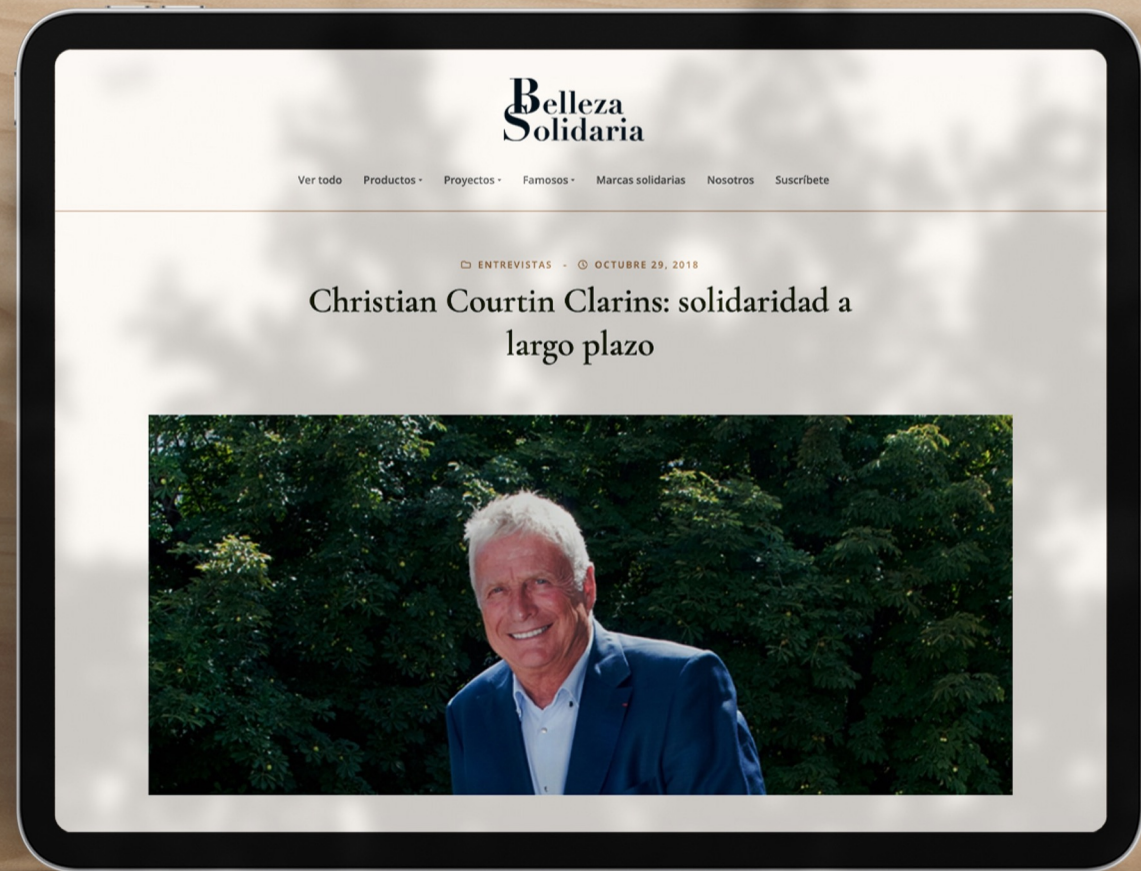 Belleza
Solidaria
Ver todo Productos Proyectos Famosos Marcas solidarias Nosotros Suscríbete
ENTREVISTAS - OCTUBRE 29, 2018
Christian Courtin Clarins: solidaridad a
largo plazo